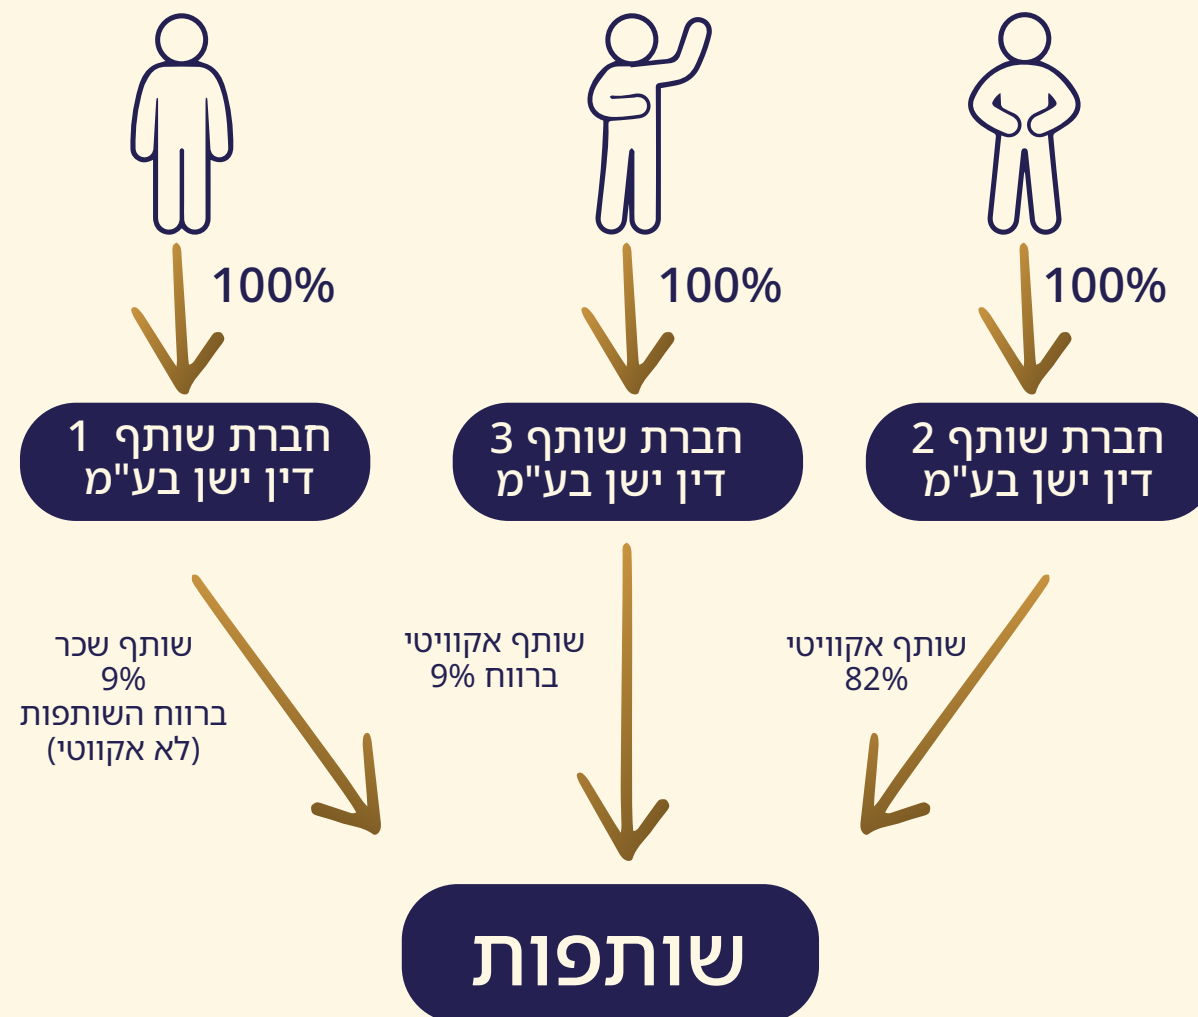 100%
100%
100%
חברת שותף 2
דין ישן בע"מ
חברת שותף 3
דין ישן בע"מ
חברת שותף 1
דין ישן בע"מ
שותף אקוויטי
82%
שותף אקוויטי
9% ברווח
שותף שכר
9%
ברווח השותפות
(לא אקווטי)
שותפות